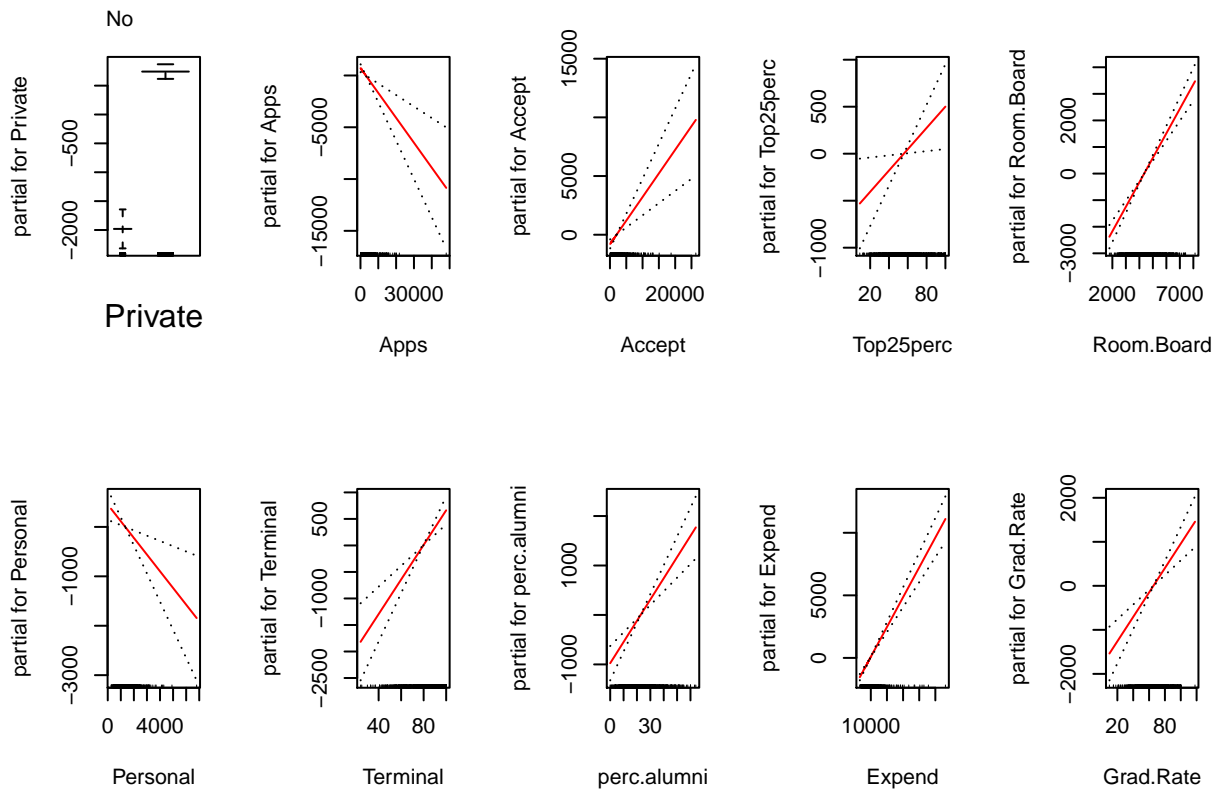 No
partial for Private
−500
−2000
Private
partial for Apps
−5000
−15000
0 30000
Apps
partial for Accept
15000
5000
0
0 20000
Accept
partial for Top25perc
500
0
−1000
20 80
Top25perc
partial for Room.Board
2000
0
−3000
2000 7000
Room.Board
partial for Personal
−1000
−3000
0 4000
Personal
partial for Terminal
500
−1000
−2500
40 80
Terminal
partial for perc.alumni
1000
−1000
0 30
perc.alumni
partial for Expend
5000
0
10000
Expend
partial for Grad.Rate
2000
0
−2000
20 80
Grad.Rate